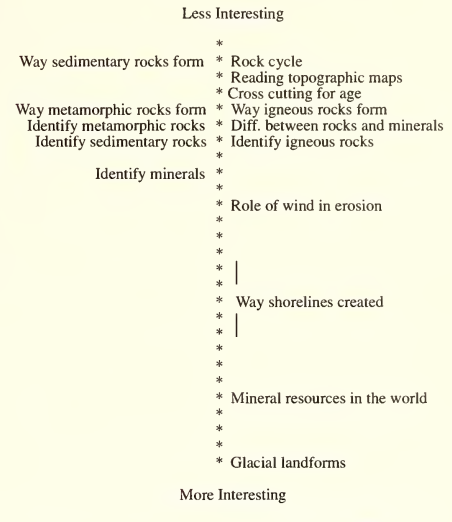 Less Interesting
*
Way sedimentary rocks form * Rock cycle
* Reading topographic maps
* Cross cutting for age
Way metamorphic rocks form * Way igneous rocks form
Identify metamorphic rocks * Diff. between rocks and minerals
Identify sedimentary rocks * Identify igneous rocks
*
Identify minerals *
*
* Role of wind in erosion
*
*
*
* |
*
* Way shorelines created
* |
*
*
*
*
* Mineral resources in the world
*
*
*
* Glacial landforms
More Interesting